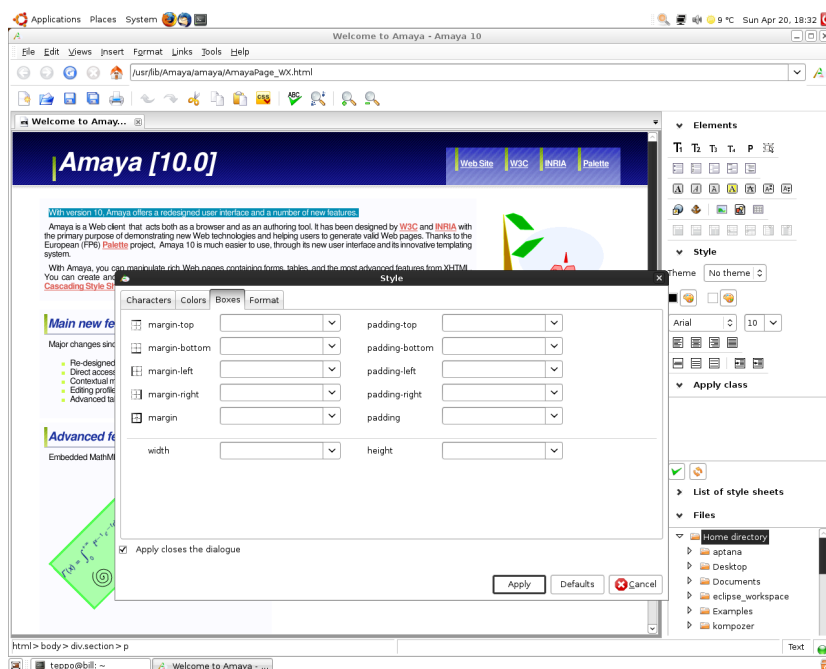 Applications Places System 9 °C Sun Apr 20, 18:32
Welcome to Amaya - Amaya 10
File Edit Views Insert Format Links Tools Help
/usr/lib/Amaya/amaya/AmayaPage_WX.html
Welcome to Amay...
Amaya [10.0]
Web Site W3C INRIA Palette
With version 10, Amaya offers a redesigned user interface and a number of new features.
Amaya is a Web client that acts both as a browser and as an authoring tool. It has been designed by W3C and INRIA with
the primary purpose of demonstrating new Web technologies and helping users to generate valid Web pages. Thanks to the
European (FP6) Palette project, Amaya 10 is much easier to use, through its new user interface and its innovative templating
system.
With Amaya, you can manipulate rich Web pages containing forms, tables, and the most advanced features from XHTML
You can create and
Cascading Style Sh
Main new fe
Major changes sinc
Re-designed
Direct access
Contextual m
Editing profile
Advanced ta
Advanced fe
Embedded MathMl
Style
Characters Colors Boxes Format
margin-top padding-top
margin-bottom padding-bottom
margin-left padding-left
margin-right padding-right
margin padding
width height
Apply closes the dialogue
Apply Defaults Cancel
Elements
T1 T2 T3 T4 P
Style
Theme No theme
Arial 10
Apply class
List of style sheets
Files
Home directory
aptana
Desktop
Documents
eclipse_workspace
Examples
kompozer
html > body > div.section > p Text
teppo@bill: ~ Welcome to Amaya - ...